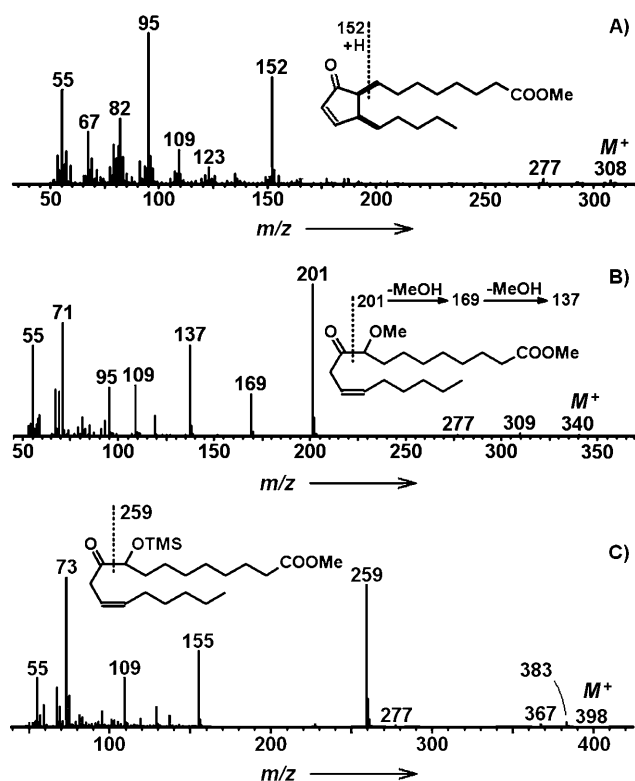 95
A)
152
+H
O
COOMe
152
55
82
67
109
123
277
M+
308
50 100 150 200 250 300
m/z
B)
201
201 -MeOH 169 -MeOH 137
O OMe
COOMe
71
55
137
95
109
169
277
309
M+
340
50 100 150 200 250 300 350
m/z
C)
259
O OTMS
COOMe
73
259
155
55
109
277
383
367
M+
398
100 200 300 400
m/z